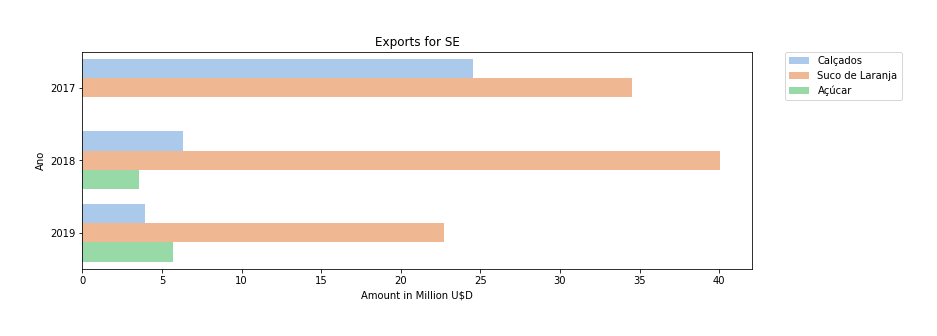 Exports for SE
Calçados
Suco de Laranja
Açúcar
2017
2018
2019
Ano
0 5 10 15 20 25 30 35 40
Amount in Million U$D